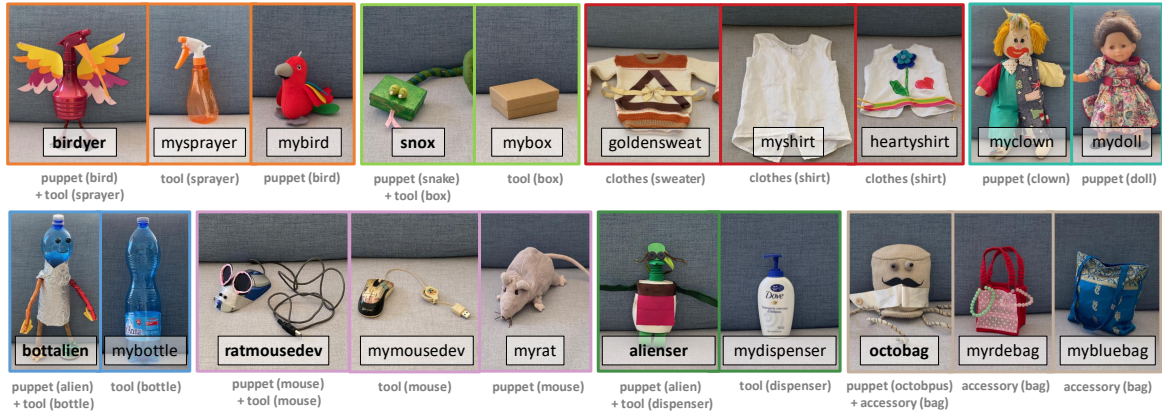 birdyer mysprayer mybird snox mybox goldensweat myshirt heartyshirt myclown mydoll
puppet (bird) tool (sprayer) puppet (bird) puppet (snake) tool (box) clothes (sweater) clothes (shirt) clothes (shirt) puppet (clown) puppet (doll)
+ tool (sprayer) + tool (box)
Dove
bottalien mybottle ratmousedev mymousedev myrat alienser mydispenser octobag myrdebag mybluebag
puppet (alien) tool (bottle) puppet (mouse) tool (mouse) puppet (mouse) puppet (alien) tool (dispenser) puppet (octobpus) accessory (bag) accessory (bag)
+ tool (bottle) + tool (mouse) + tool (dispenser) + accessory (bag)